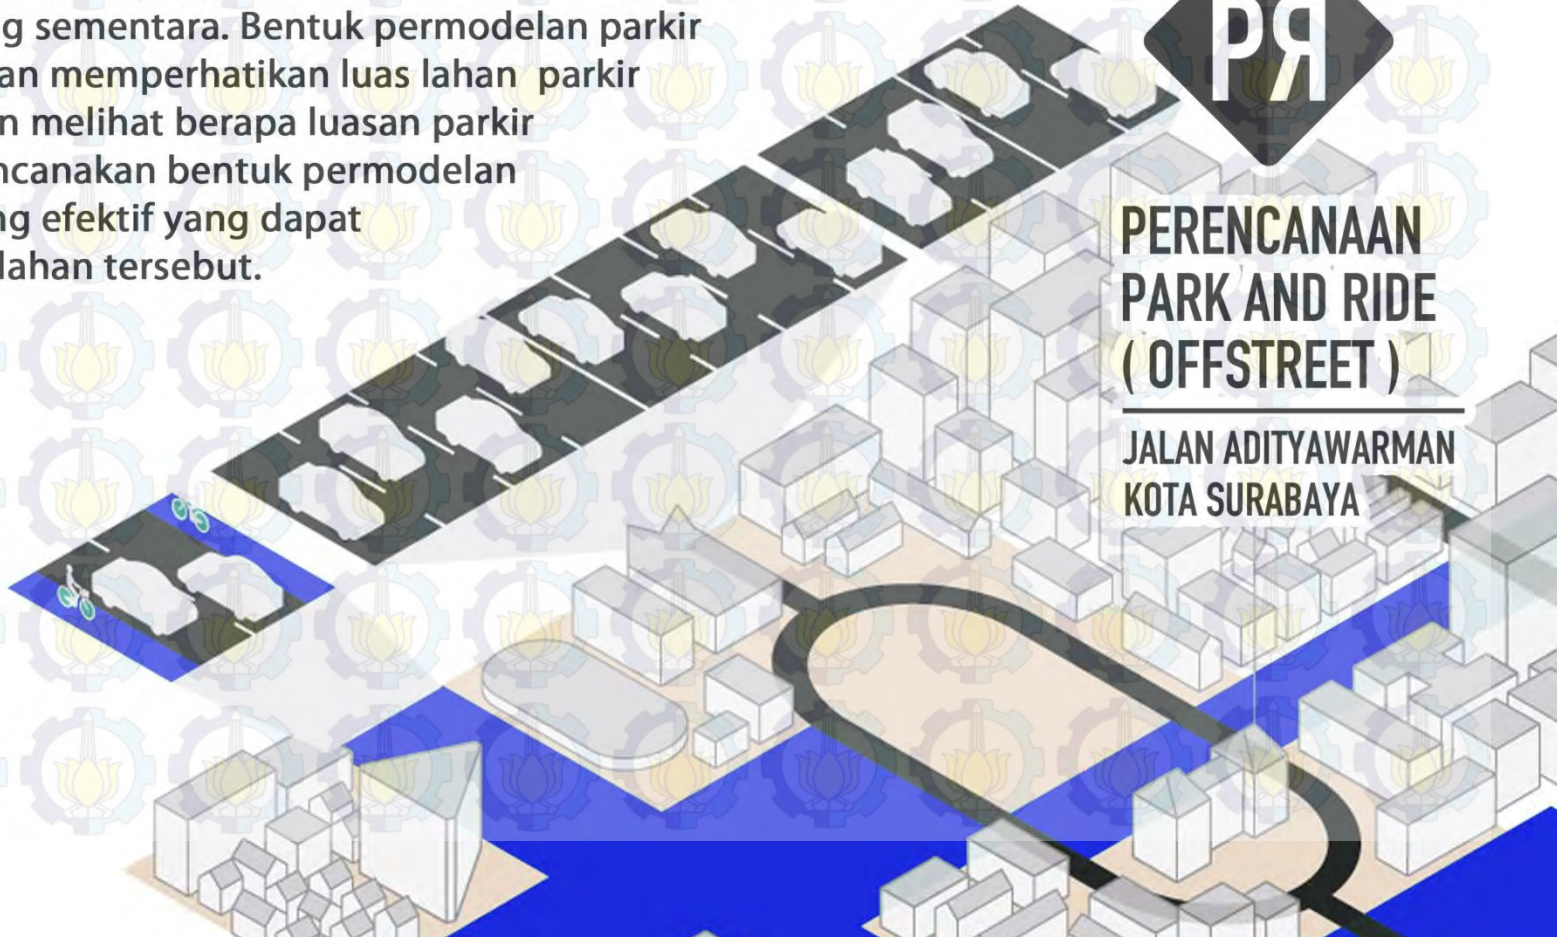 g sementara. Bentuk permodelan parkir
an memperhatikan luas lahan parkir
n melihat berapa luasan parkir
ncanakan bentuk permodelan
ng efektif yang dapat
lahan tersebut.
PR
PERENCANAAN
PARK AND RIDE
( OFFSTREET )
JALAN ADITYAWARMAN
KOTA SURABAYA